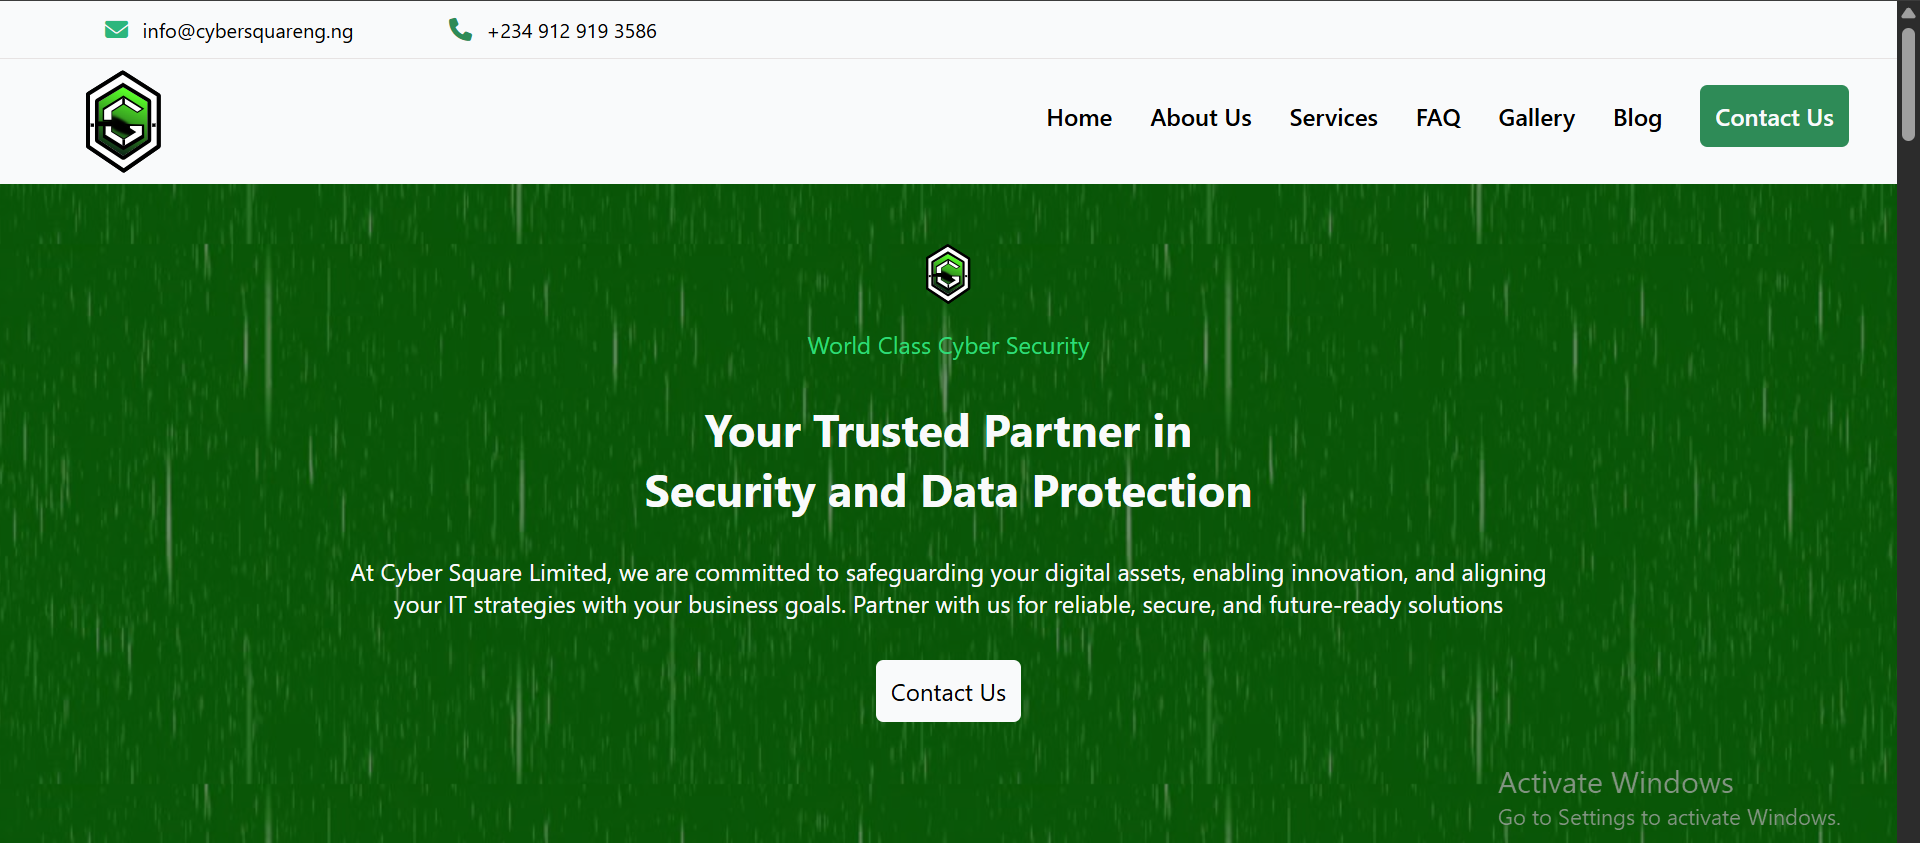 info@cybersquareng.ng
+234 912 919 3586
Home About Us Services FAQ Gallery Blog Contact Us
World Class Cyber Security
Your Trusted Partner in
Security and Data Protection
At Cyber Square Limited, we are committed to safeguarding your digital assets, enabling innovation, and aligning
your IT strategies with your business goals. Partner with us for reliable, secure, and future-ready solutions
Contact Us
Activate Windows
Go to Settings to activate Windows.